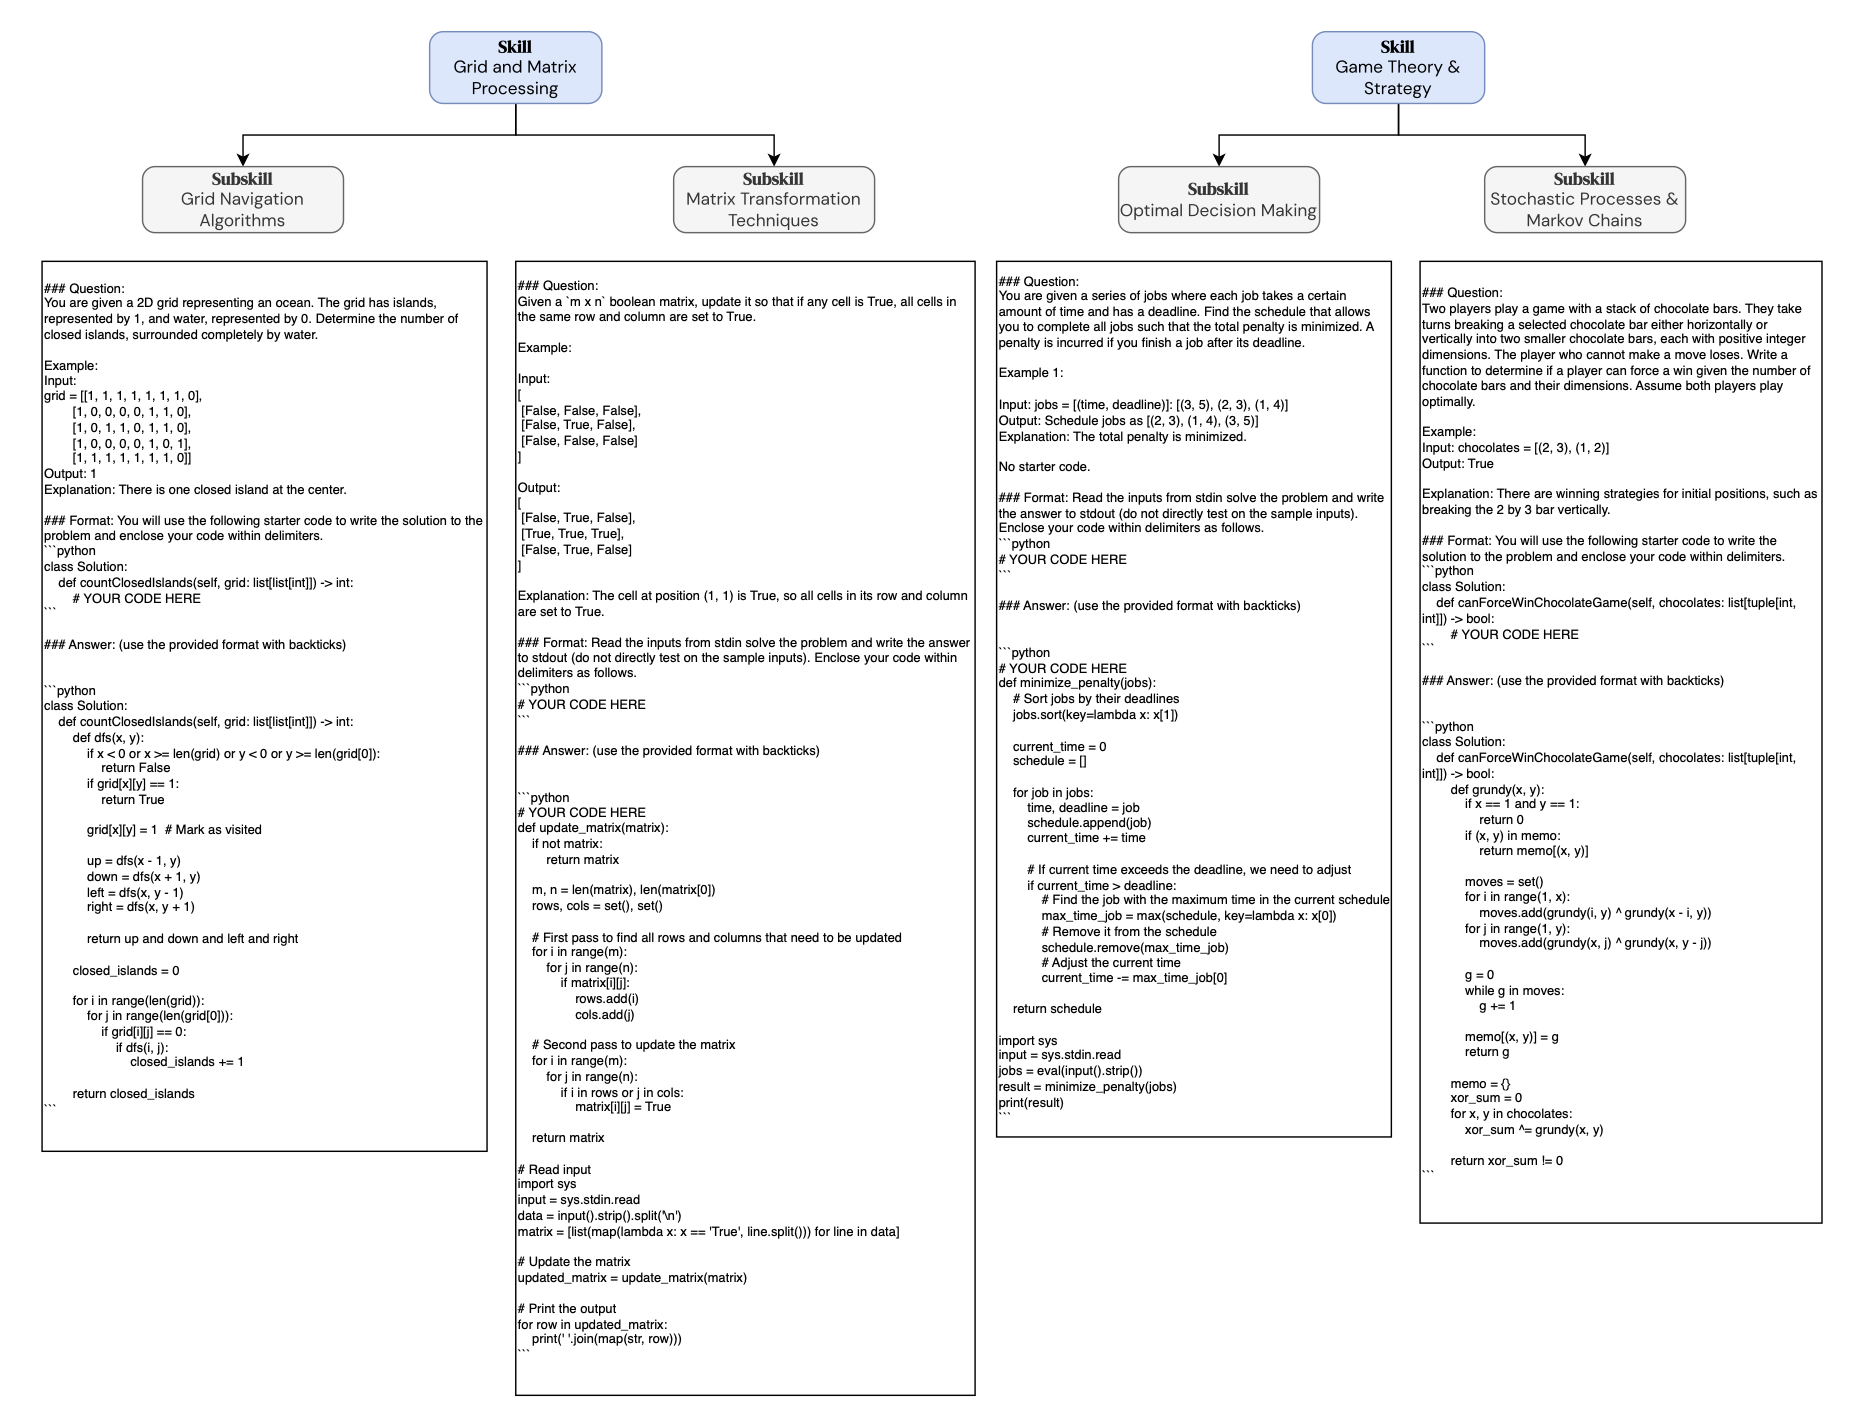 Skill
Grid and Matrix
Processing
Skill
Game Theory &
Strategy
Subskill
Grid Navigation
Algorithms
Subskill
Matrix Transformation
Techniques
Subskill
Optimal Decision Making
Subskill
Stochastic Processes &
Markov Chains
### Question:
You are given a 2D grid representing an ocean. The grid has islands,
represented by 1, and water, represented by 0. Determine the number of
closed islands, surrounded completely by water.
Example:
Input:
grid = [[1, 1, 1, 1, 1, 1, 1, 0],
[1, 0, 0, 0, 0, 1, 1, 0],
[1, 0, 1, 1, 0, 1, 1, 0],
[1, 0, 0, 0, 0, 1, 0, 1],
[1, 1, 1, 1, 1, 1, 1, 0]]
Output: 1
Explanation: There is one closed island at the center.
### Format: You will use the following starter code to write the solution to the
problem and enclose your code within delimiters.
```python
class Solution:
    def countClosedIslands(self, grid: list[list[int]]) -> int:
        # YOUR CODE HERE
```
### Answer: (use the provided format with backticks)
```python
class Solution:
    def countClosedIslands(self, grid: list[list[int]]) -> int:
        def dfs(x, y):
            if x < 0 or x >= len(grid) or y < 0 or y >= len(grid[0]):
                return False
            if grid[x][y] == 1:
                return True
            grid[x][y] = 1  # Mark as visited
            up = dfs(x - 1, y)
            down = dfs(x + 1, y)
            left = dfs(x, y - 1)
            right = dfs(x, y + 1)
            return up and down and left and right
        closed_islands = 0
        for i in range(len(grid)):
            for j in range(len(grid[0])):
                if grid[i][j] == 0:
                    if dfs(i, j):
                        closed_islands += 1
        return closed_islands
```
### Question:
Given a `m x n` boolean matrix, update it so that if any cell is True, all cells in
the same row and column are set to True.
Example:
Input:
[
[False, False, False],
[False, True, False],
[False, False, False]
]
Output:
[
[False, True, False],
[True, True, True],
[False, True, False]
]
Explanation: The cell at position (1, 1) is True, so all cells in its row and column
are set to True.
### Format: Read the inputs from stdin solve the problem and write the answer
to stdout (do not directly test on the sample inputs). Enclose your code within
delimiters as follows.
```python
# YOUR CODE HERE
```
### Answer: (use the provided format with backticks)
```python
# YOUR CODE HERE
def update_matrix(matrix):
    if not matrix:
        return matrix
    m, n = len(matrix), len(matrix[0])
    rows, cols = set(), set()
    # First pass to find all rows and columns that need to be updated
    for i in range(m):
        for j in range(n):
            if matrix[i][j]:
                rows.add(i)
                cols.add(j)
    # Second pass to update the matrix
    for i in range(m):
        for j in range(n):
            if i in rows or j in cols:
                matrix[i][j] = True
    return matrix
# Read input
import sys
input = sys.stdin.read
data = input().strip().split('\n')
matrix = [list(map(lambda x: x == 'True', line.split())) for line in data]
# Update the matrix
updated_matrix = update_matrix(matrix)
# Print the output
for row in updated_matrix:
    print(' '.join(map(str, row)))
```
### Question:
You are given a series of jobs where each job takes a certain
amount of time and has a deadline. Find the schedule that allows
you to complete all jobs such that the total penalty is minimized. A
penalty is incurred if you finish a job after its deadline.
Example 1:
Input: jobs = [(time, deadline)]: [(3, 5), (2, 3), (1, 4)]
Output: Schedule jobs as [(2, 3), (1, 4), (3, 5)]
Explanation: The total penalty is minimized.
No starter code.
### Format: Read the inputs from stdin solve the problem and write
the answer to stdout (do not directly test on the sample inputs).
Enclose your code within delimiters as follows.
```python
# YOUR CODE HERE
```
### Answer: (use the provided format with backticks)
```python
# YOUR CODE HERE
def minimize_penalty(jobs):
    # Sort jobs by their deadlines
    jobs.sort(key=lambda x: x[1])
    current_time = 0
    schedule = []
    for job in jobs:
        time, deadline = job
        schedule.append(job)
        current_time += time
        # If current time exceeds the deadline, we need to adjust
        if current_time > deadline:
            # Find the job with the maximum time in the current schedule
            max_time_job = max(schedule, key=lambda x: x[0])
            # Remove it from the schedule
            schedule.remove(max_time_job)
            # Adjust the current time
            current_time -= max_time_job[0]
    return schedule
import sys
input = sys.stdin.read
jobs = eval(input().strip())
result = minimize_penalty(jobs)
print(result)
```
### Question:
Two players play a game with a stack of chocolate bars. They take
turns breaking a selected chocolate bar either horizontally or
vertically into two smaller chocolate bars, each with positive integer
dimensions. The player who cannot make a move loses. Write a
function to determine if a player can force a win given the number of
chocolate bars and their dimensions. Assume both players play
optimally.
Example:
Input: chocolates = [(2, 3), (1, 2)]
Output: True
Explanation: There are winning strategies for initial positions, such as
breaking the 2 by 3 bar vertically.
### Format: You will use the following starter code to write the
solution to the problem and enclose your code within delimiters.
```python
class Solution:
    def canForceWinChocolateGame(self, chocolates: list[tuple[int,
int]]) -> bool:
        # YOUR CODE HERE
```
### Answer: (use the provided format with backticks)
```python
class Solution:
    def canForceWinChocolateGame(self, chocolates: list[tuple[int,
int]]) -> bool:
        def grundy(x, y):
            if x == 1 and y == 1:
                return 0
            if (x, y) in memo:
                return memo[(x, y)]
            moves = set()
            for i in range(1, x):
                moves.add(grundy(i, y) ^ grundy(x - i, y))
            for j in range(1, y):
                moves.add(grundy(x, j) ^ grundy(x, y - j))
            g = 0
            while g in moves:
                g += 1
            memo[(x, y)] = g
            return g
        memo = {}
        xor_sum = 0
        for x, y in chocolates:
            xor_sum ^= grundy(x, y)
        return xor_sum != 0
```